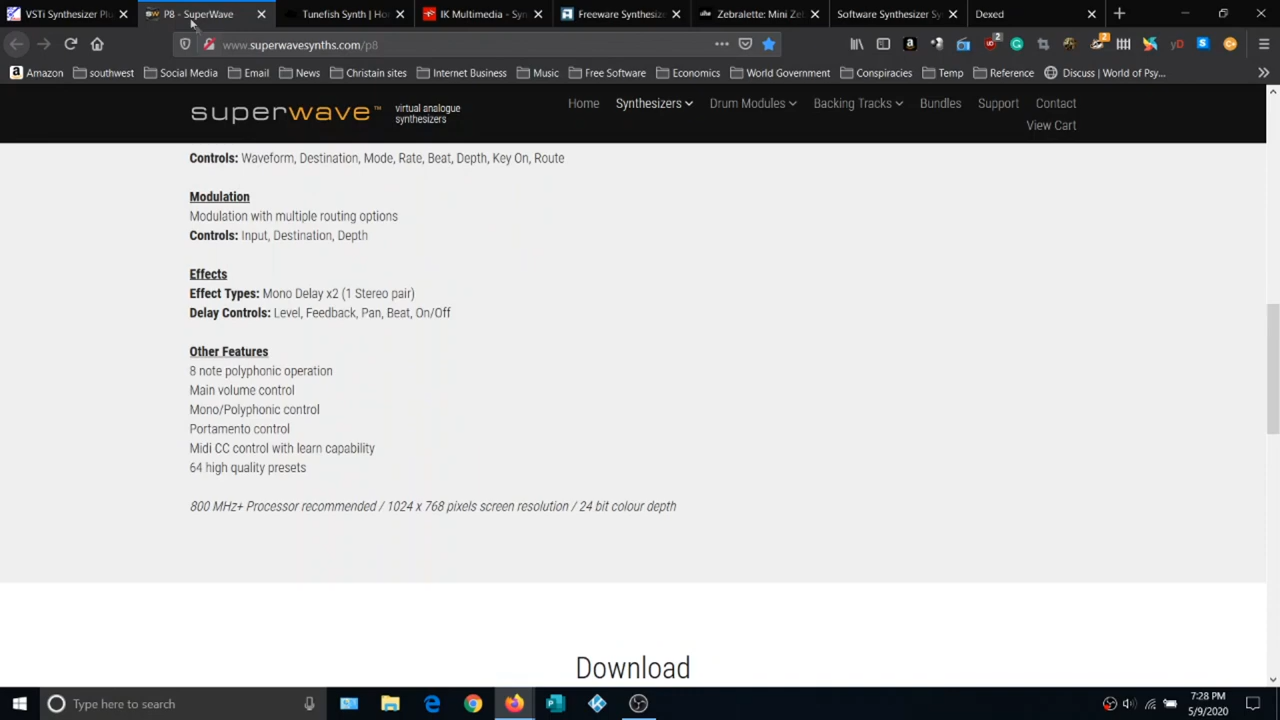 VSTi Synthesizer Plu
P8 - SuperWave
Tunefish Synth | Ho
IK Multimedia - Syn
Freeware Synthesize
Zebralette: Mini Ze
Software Synthesizer Sy
Dexed
www.superwavesynths.com/p8
2
2
yD
S
Amazon
southwest
Social Media
Email
News
Christain sites
Internet Business
Music
Free Software
Economics
World Government
Conspiracies
Temp
Reference
Discuss | World of Psy...
superwave™
virtual analogue
synthesizers
Home
Synthesizers
Drum Modules
Backing Tracks
Bundles
Support
Contact
View Cart
Controls: Waveform, Destination, Mode, Rate, Beat, Depth, Key On, Route
Modulation
Modulation with multiple routing options
Controls: Input, Destination, Depth
Effects
Effect Types: Mono Delay x2 (1 Stereo pair)
Delay Controls: Level, Feedback, Pan, Beat, On/Off
Other Features
8 note polyphonic operation
Main volume control
Mono/Polyphonic control
Portamento control
Midi CC control with learn capability
64 high quality presets
800 MHz+ Processor recommended / 1024 x 768 pixels screen resolution / 24 bit colour depth
Download
Type here to search
7:28 PM
5/9/2020